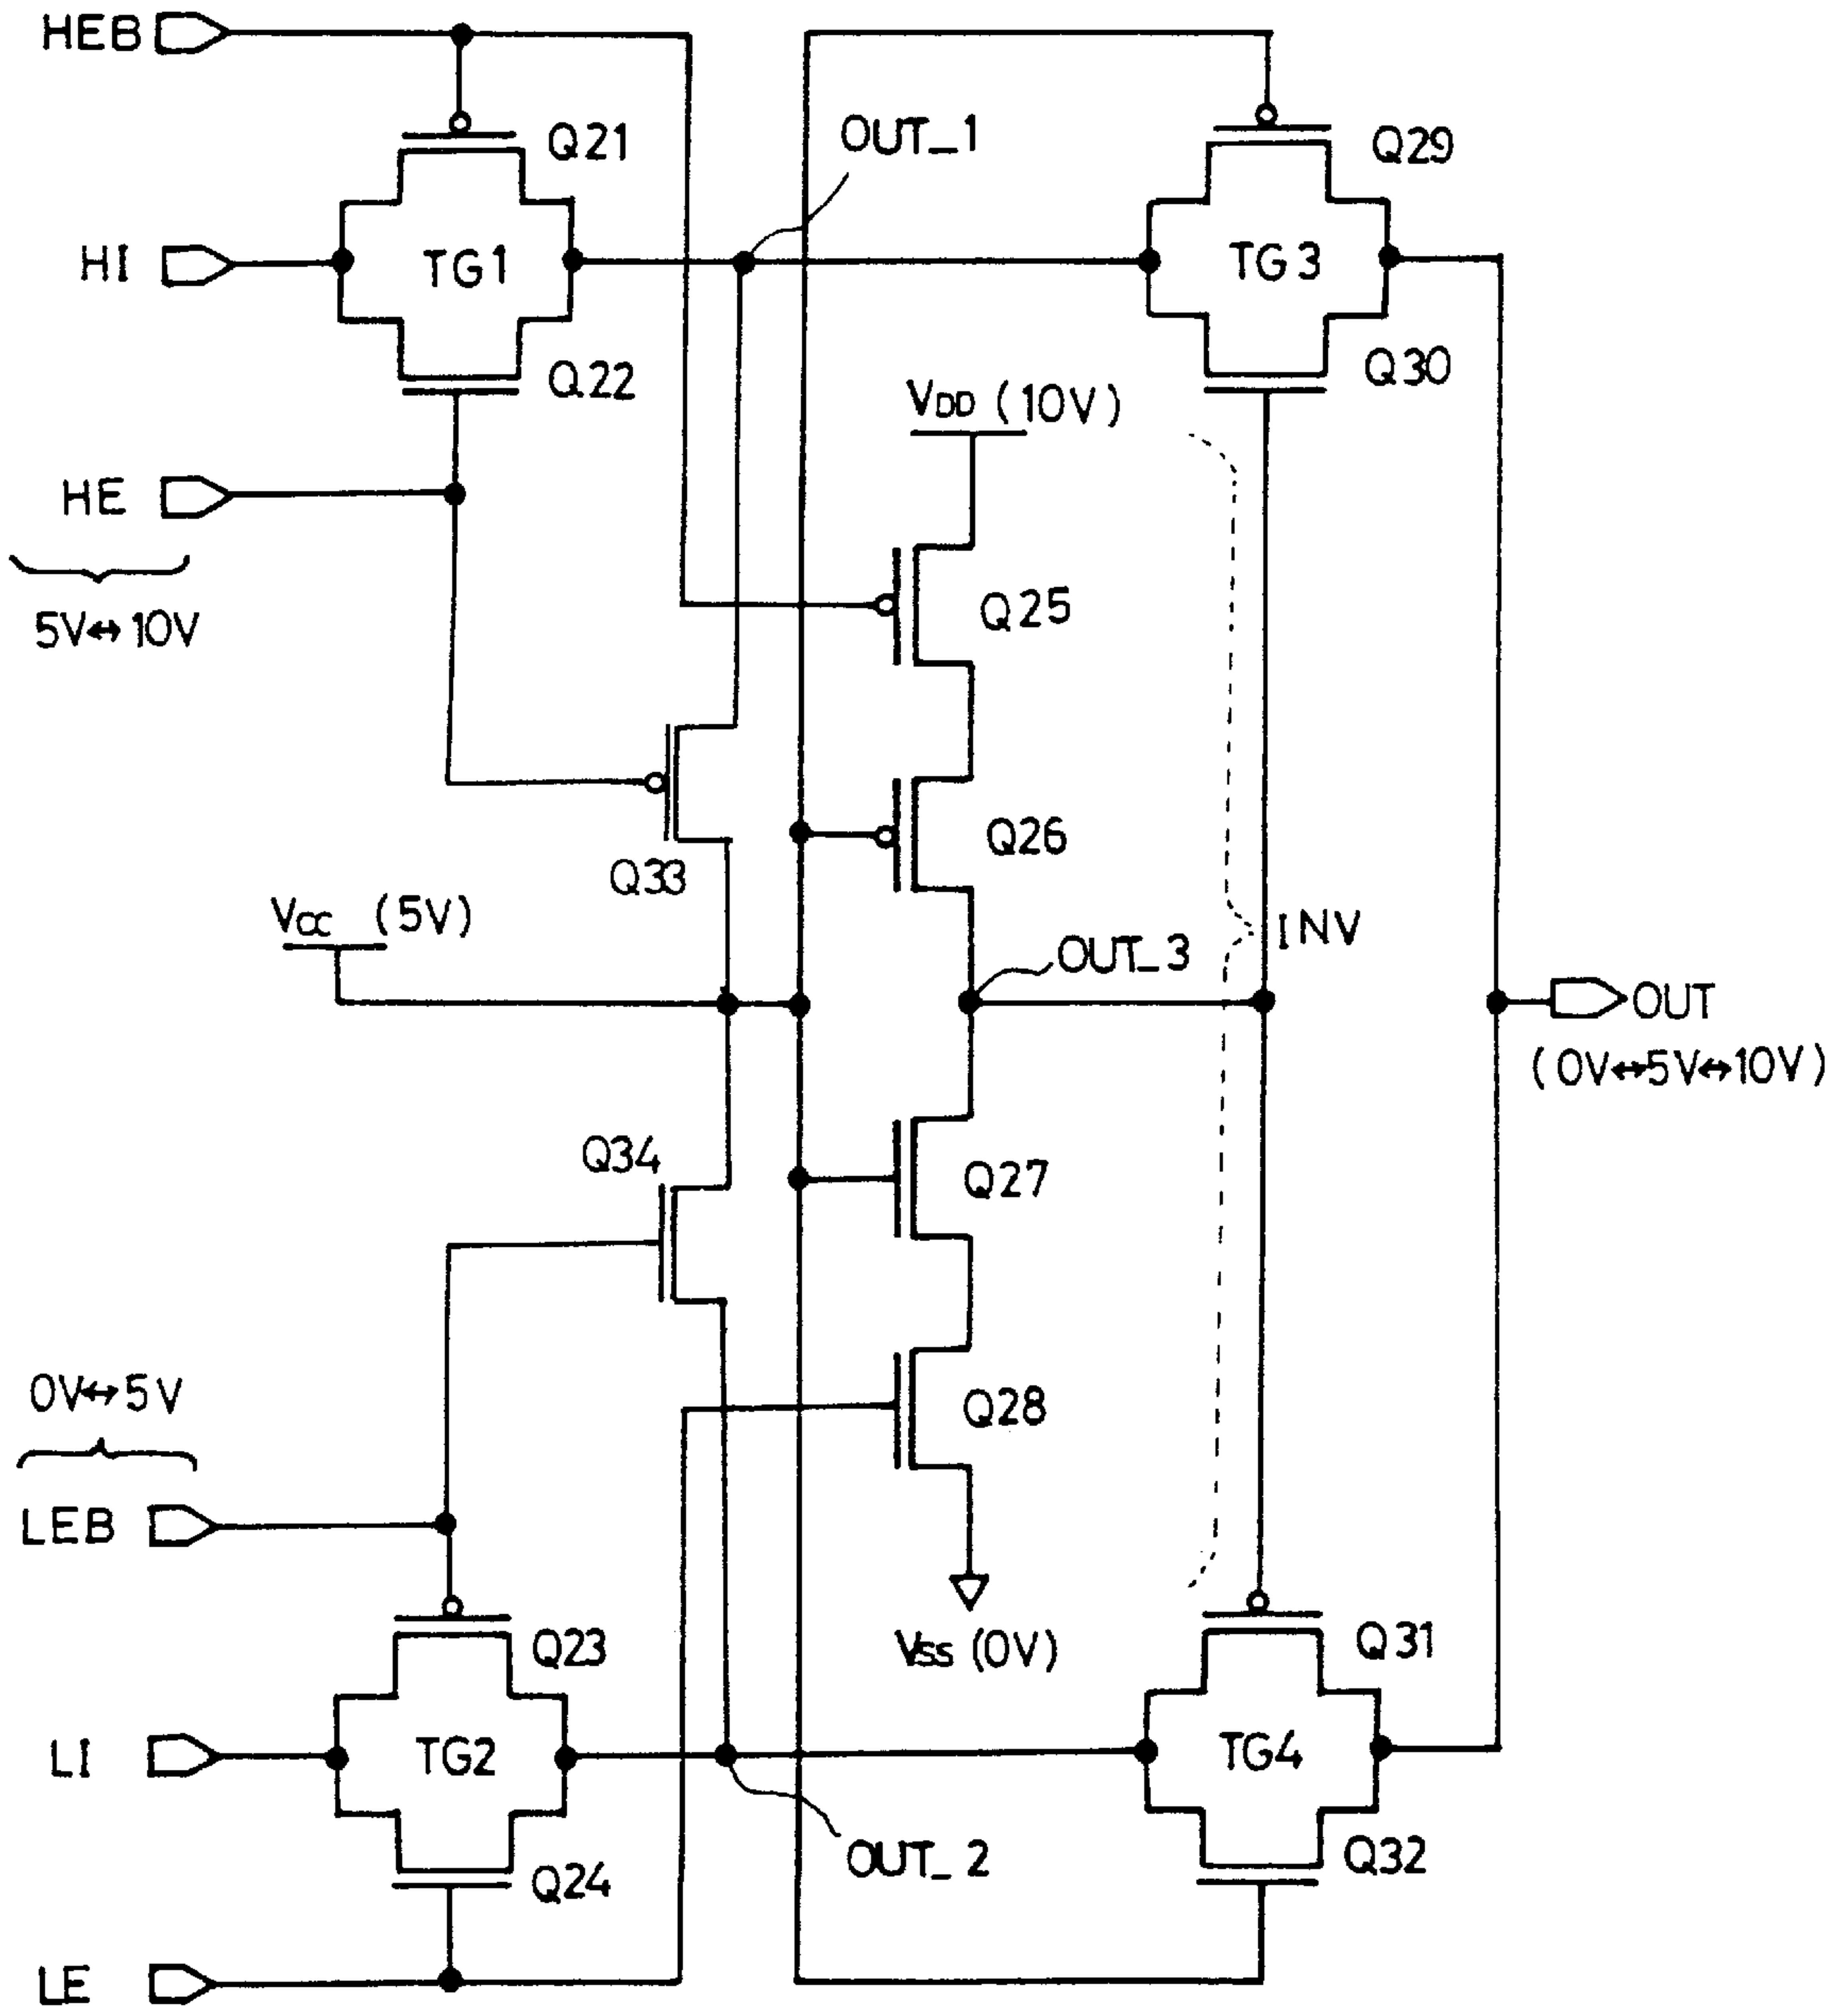 HEB
Q21
OUT_1
Q29
HI
TG1
TG3
Q22
Q30
VDD (10V)
HE
5V↔10V
Q25
Q26
Q33
VCC (5V)
INV
OUT_3
OUT
(0V↔5V↔10V)
Q34
Q27
0V↔5V
Q28
LEB
Q23
VSS (0V)
Q31
LI
TG2
TG4
OUT_2
Q32
Q24
LE